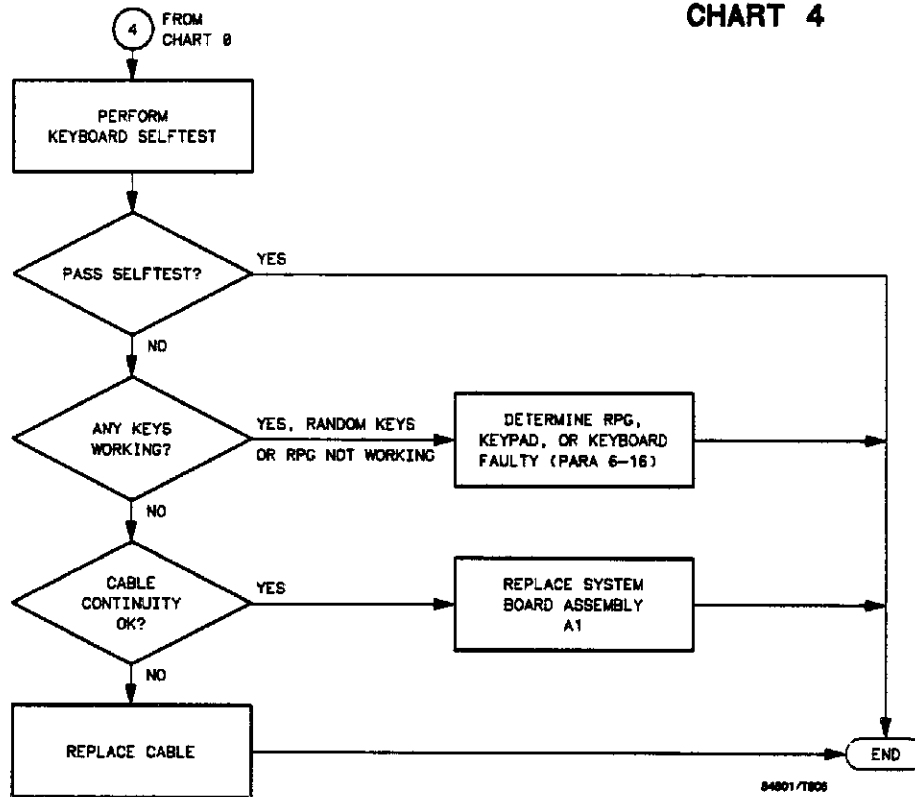 CHART 4
4
FROM
CHART 0
PERFORM
KEYBOARD SELFTEST
PASS SELFTEST?
YES
NO
ANY KEYS
WORKING?
YES, RANDOM KEYS
OR RPG NOT WORKING
DETERMINE RPG,
KEYPAD, OR KEYBOARD
FAULTY (PARA 6-16)
NO
CABLE
CONTINUITY
OK?
YES
REPLACE SYSTEM
BOARD ASSEMBLY
A1
NO
REPLACE CABLE
END